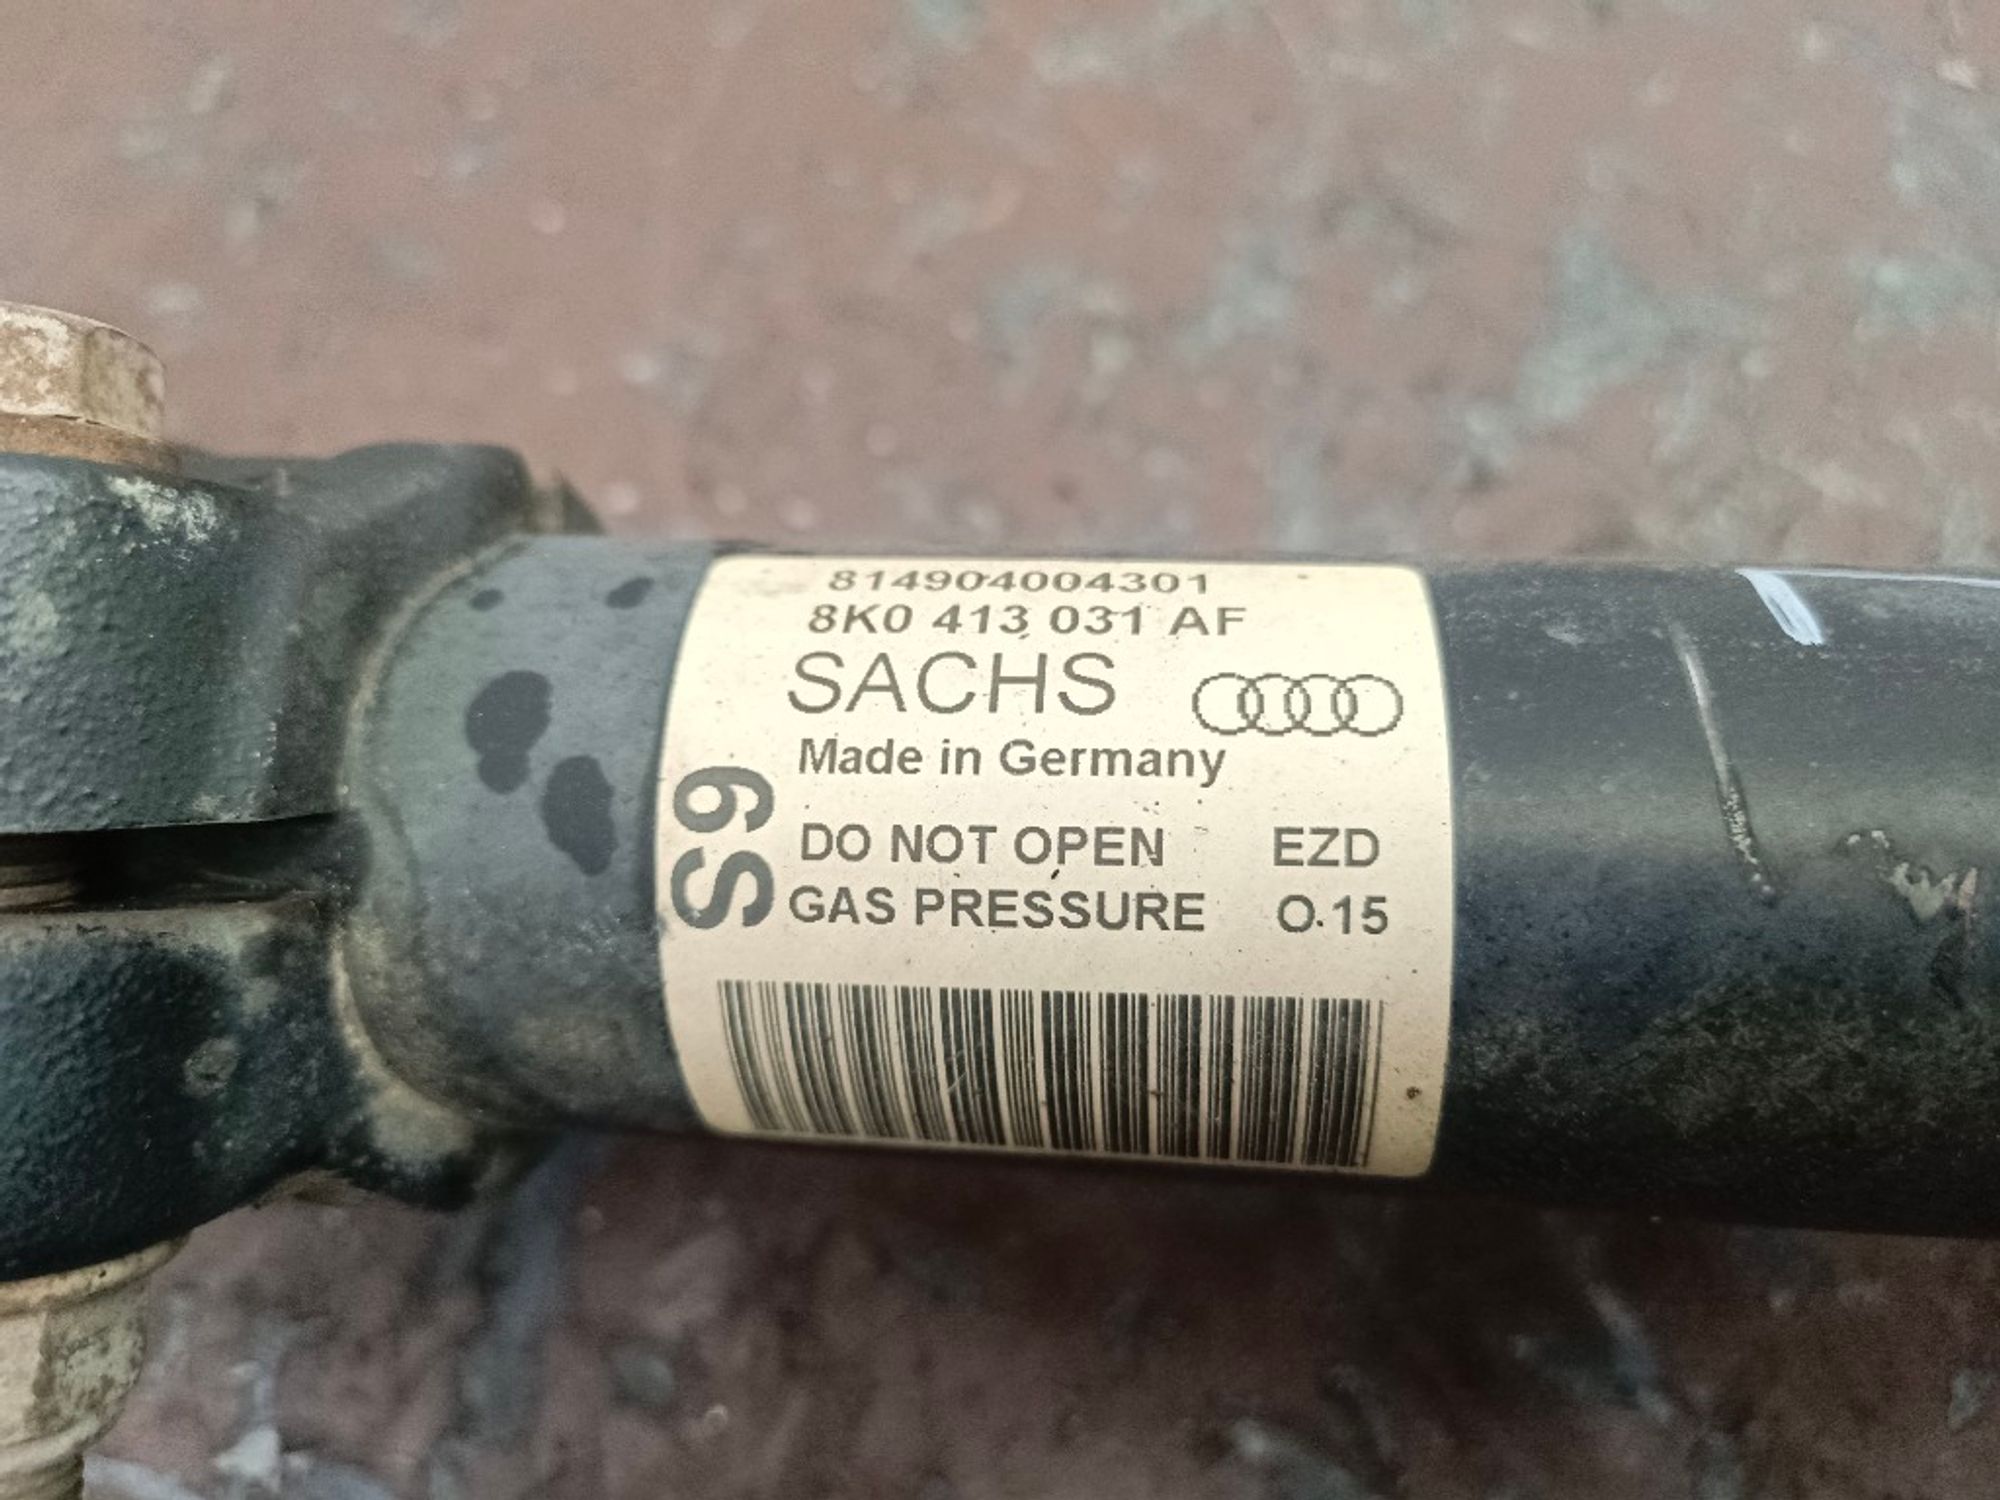 814904004301
8K0 413 031 AF
SACHS
Made in Germany
S9
DO NOT OPEN EZD
GAS PRESSURE O.15